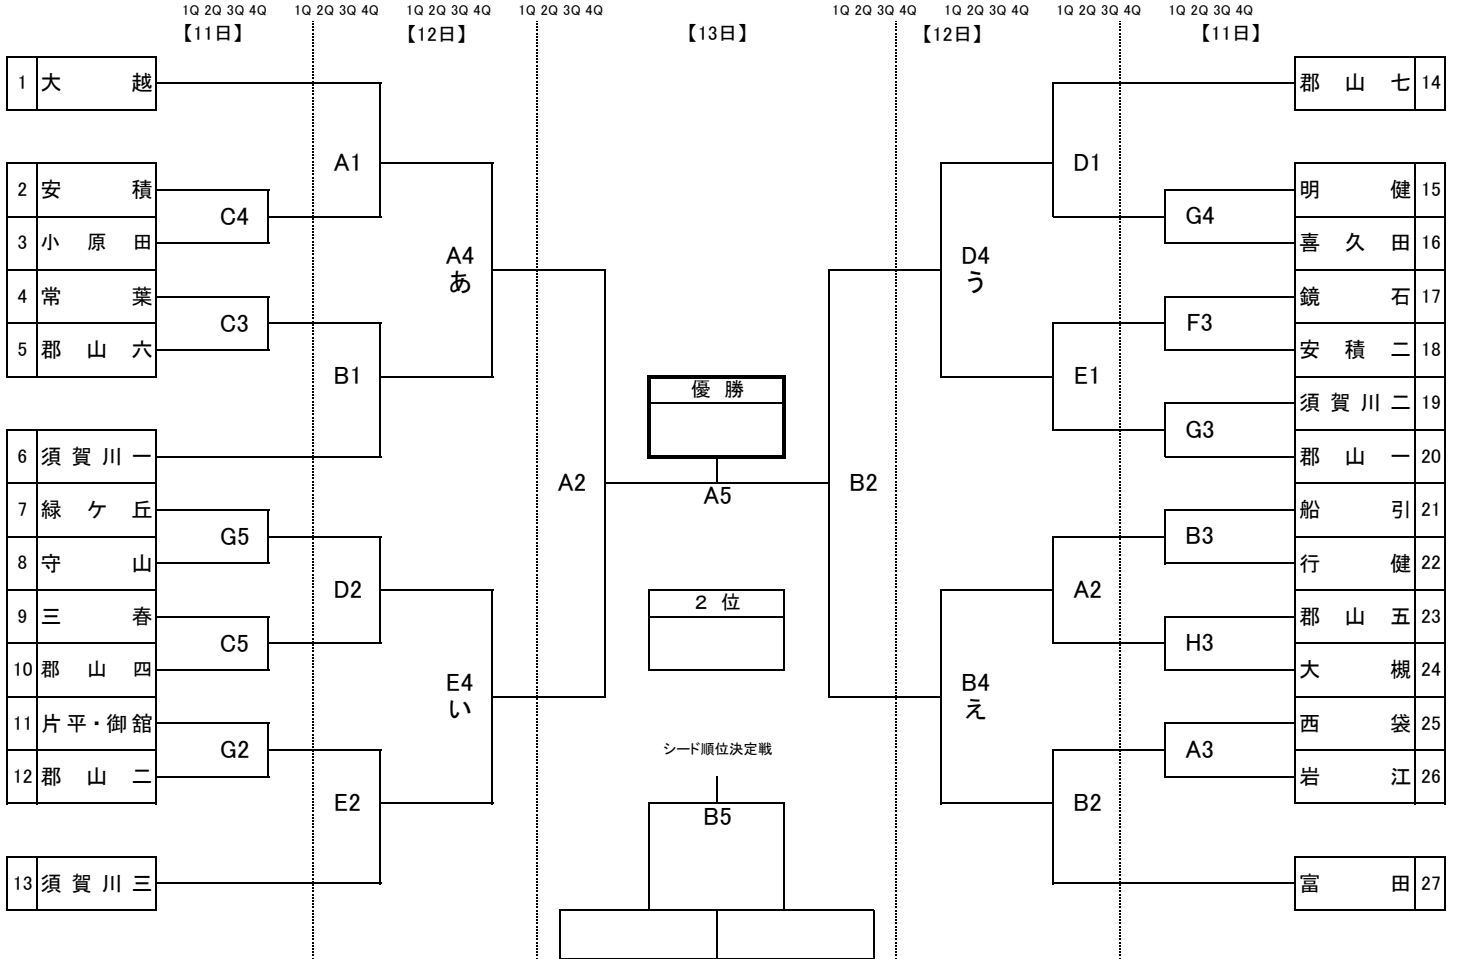 1Q 2Q 3Q 4Q 1Q 2Q 3Q 4Q 1Q 2Q 3Q 4Q 1Q 2Q 3Q 4Q 1Q 2Q 3Q 4Q 1Q 2Q 3Q 4Q 1Q 2Q 3Q 4Q 1Q 2Q 3Q 4Q
【11日】 【12日】 【13日】 【12日】 【11日】
1 大越
A1
2 安積
C4
3 小原田
A4
あ
4 常葉
C3
5 郡山六
B1
6 須賀川一
A2
7 緑ケ丘
G5
8 守山
D2
9 三春
C5
10 郡山四
E4
い
11 片平・御舘
G2
12 郡山二
E2
13 須賀川三
優勝
A5
2位
シード順位決定戦
B5
郡山七 14
D1
明健 15
G4
喜久田 16
D4
う
鏡石 17
F3
安積二 18
E1
須賀川二 19
G3
郡山一 20
B2
船引 21
B3
行健 22
A2
郡山五 23
H3
大槻 24
B4
え
西袋 25
A3
岩江 26
B2
富田 27